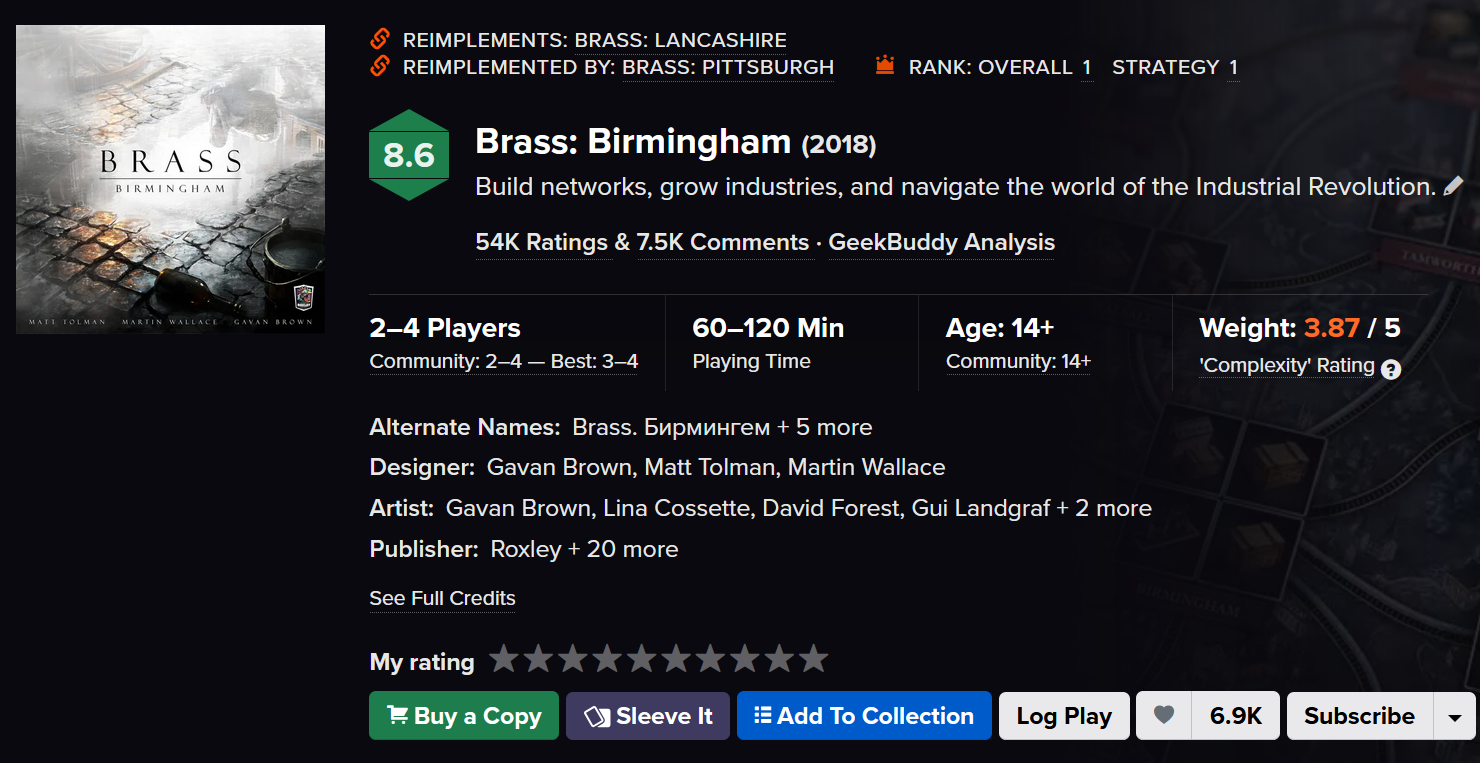 REIMPLEMENTS: BRASS: LANCASHIRE
REIMPLEMENTED BY: BRASS: PITTSBURGH RANK: OVERALL 1 STRATEGY 1
BRASS
BIRMINGHAM
MATT TOLMAN MARTIN WALLACE GAVAN BROWN
8.6
Brass: Birmingham (2018)
Build networks, grow industries, and navigate the world of the Industrial Revolution.
54K Ratings & 7.5K Comments · GeekBuddy Analysis
TAMWORTH
2–4 Players
Community: 2–4 — Best: 3–4
60–120 Min
Playing Time
Age: 14+
Community: 14+
Weight: 3.87 / 5
'Complexity' Rating ?
Alternate Names: Brass. Бирмингем + 5 more
Designer: Gavan Brown, Matt Tolman, Martin Wallace
Artist: Gavan Brown, Lina Cossette, David Forest, Gui Landgraf + 2 more
Publisher: Roxley + 20 more
BIRMINGHAM
See Full Credits
My rating
Buy a Copy Sleeve It Add To Collection Log Play 6.9K Subscribe